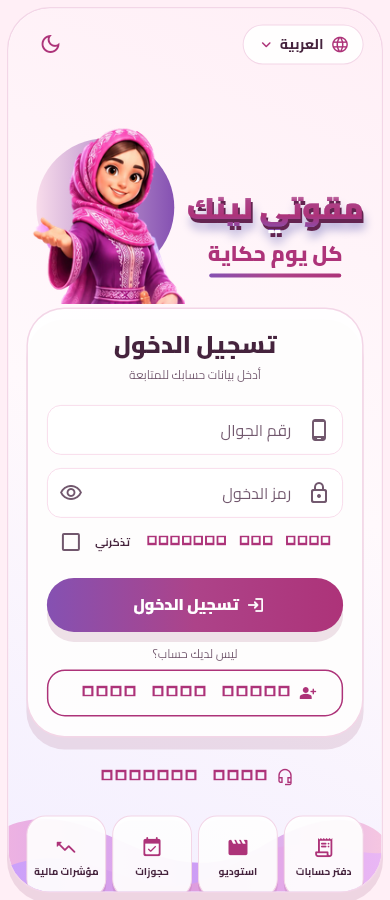 العربية
مقوتي لينك
كل يوم حكاية
تسجيل الدخول
أدخل بيانات حسابك للمتابعة
رقم الجوال
رمز الدخول
تذكرني
تسجيل الدخول
ليس لديك حساب؟
دفتر حسابات
استوديو
حجوزات
مؤشرات مالية